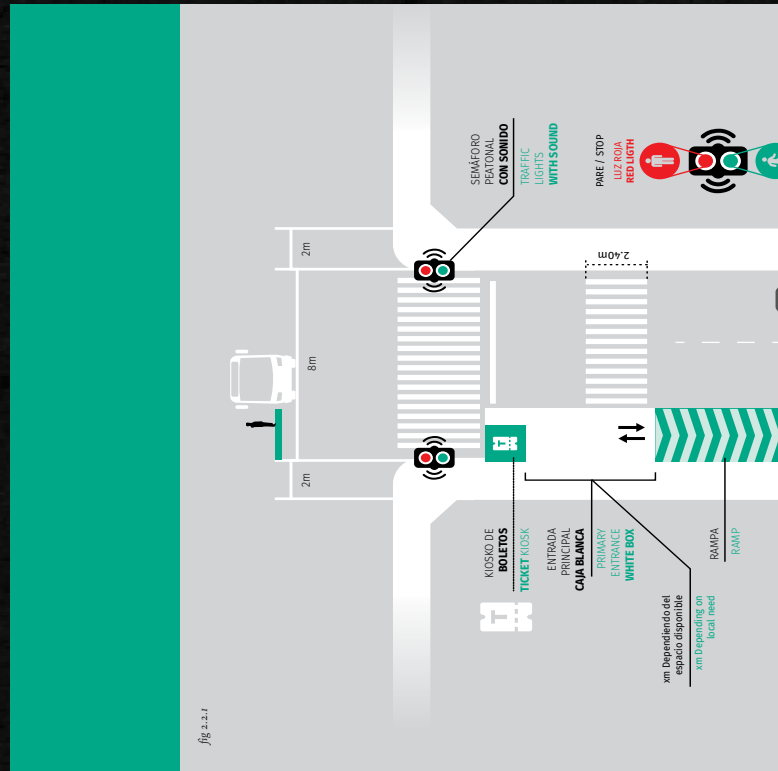 fig 2.2.1
2m
8m
2m
SEMÁFORO
PEATONAL
CON SONIDO
TRAFFIC
LIGHTS
WITH SOUND
PARE / STOP
LUZ ROJA
RED LIGTH
2.40m
T
KIOSKO DE
BOLETOS
TICKET KIOSK
T
ENTRADA
PRINCIPAL
CAJA BLANCA
PRIMARY
ENTRANCE
WHITE BOX
xm Dependiendo del
espacio disponible
xm Depending on
local need
RAMPA
RAMP